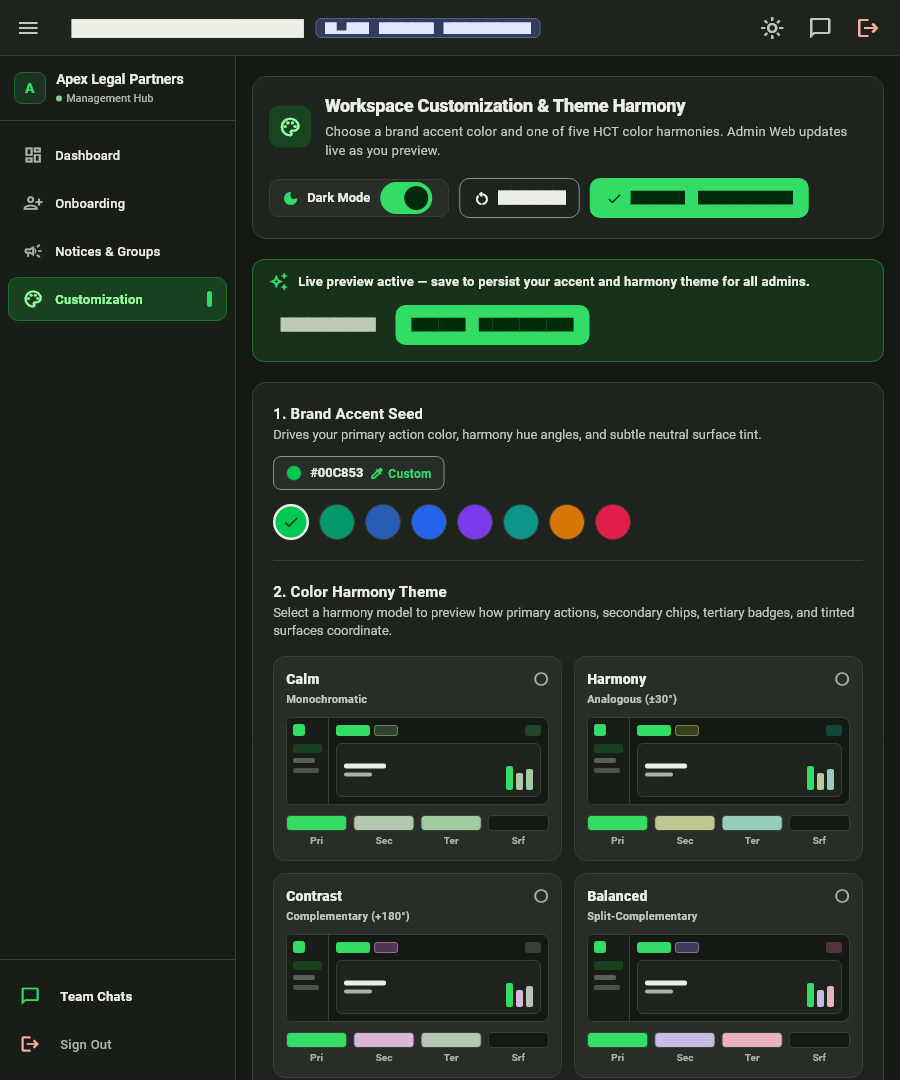 A
Apex Legal Partners
Management Hub
Dashboard
Onboarding
Notices & Groups
Customization
Team Chats
Sign Out
Workspace Customization & Theme Harmony
Choose a brand accent color and one of five HCT color harmonies. Admin Web updates
live as you preview.
Dark Mode
Live preview active — save to persist your accent and harmony theme for all admins.
1. Brand Accent Seed
Drives your primary action color, harmony hue angles, and subtle neutral surface tint.
#00C853 Custom
2. Color Harmony Theme
Select a harmony model to preview how primary actions, secondary chips, tertiary badges, and tinted
surfaces coordinate.
Calm
Monochromatic
Pri Sec Ter Srf
Harmony
Analogous (±30°)
Pri Sec Ter Srf
Contrast
Complementary (+180°)
Pri Sec Ter Srf
Balanced
Split-Complementary
Pri Sec Ter Srf